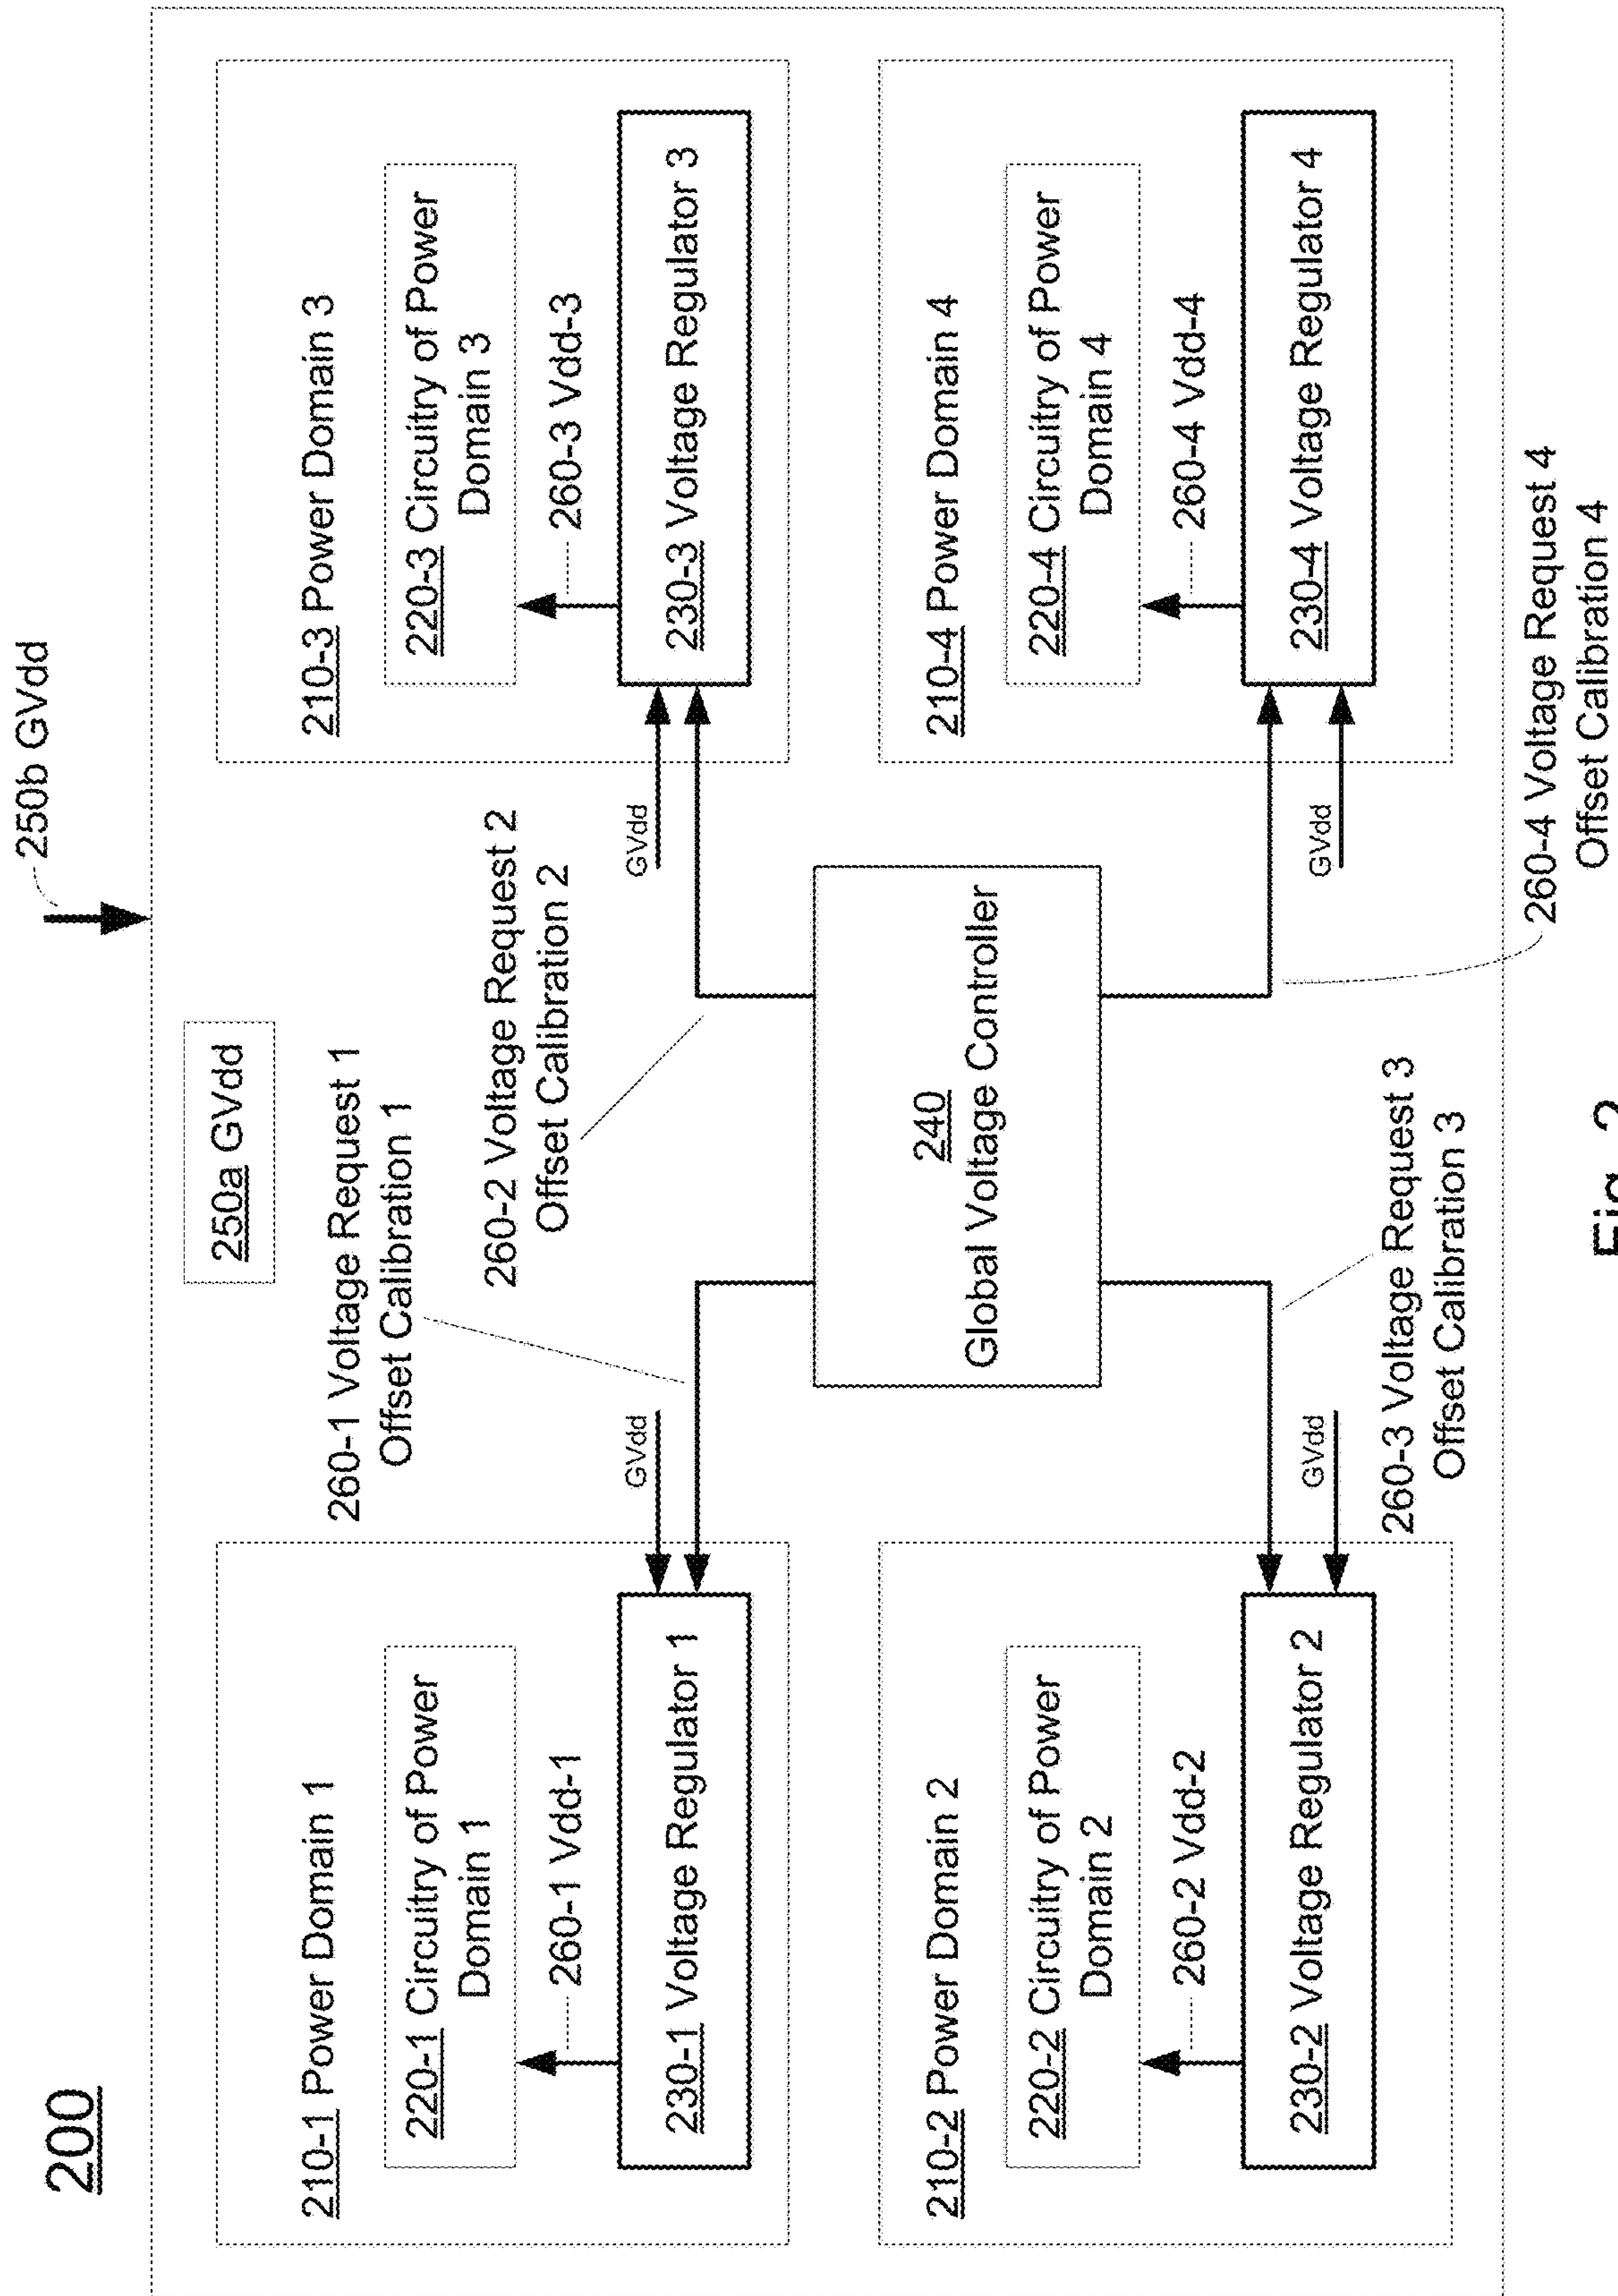 200
250b GVdd
250a GVdd
210-1 Power Domain 1
220-1 Circuitry of Power
Domain 1
260-1 Vdd-1
230-1 Voltage Regulator 1
260-1 Voltage Request 1
Offset Calibration 1
GVdd
260-2 Voltage Request 2
Offset Calibration 2
GVdd
210-3 Power Domain 3
220-3 Circuitry of Power
Domain 3
260-3 Vdd-3
230-3 Voltage Regulator 3
240
Global Voltage Controller
210-2 Power Domain 2
220-2 Circuitry of Power
Domain 2
260-2 Vdd-2
230-2 Voltage Regulator 2
GVdd
260-3 Voltage Request 3
Offset Calibration 3
GVdd
210-4 Power Domain 4
220-4 Circuitry of Power
Domain 4
260-4 Vdd-4
230-4 Voltage Regulator 4
260-4 Voltage Request 4
Offset Calibration 4
Fig. 2